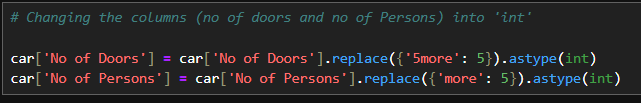 # Changing the columns (no of doors and no of Persons) into 'int'
car['No of Doors'] = car['No of Doors'].replace({'5more': 5}).astype(int)
car['No of Persons'] = car['No of Persons'].replace({'more': 5}).astype(int)